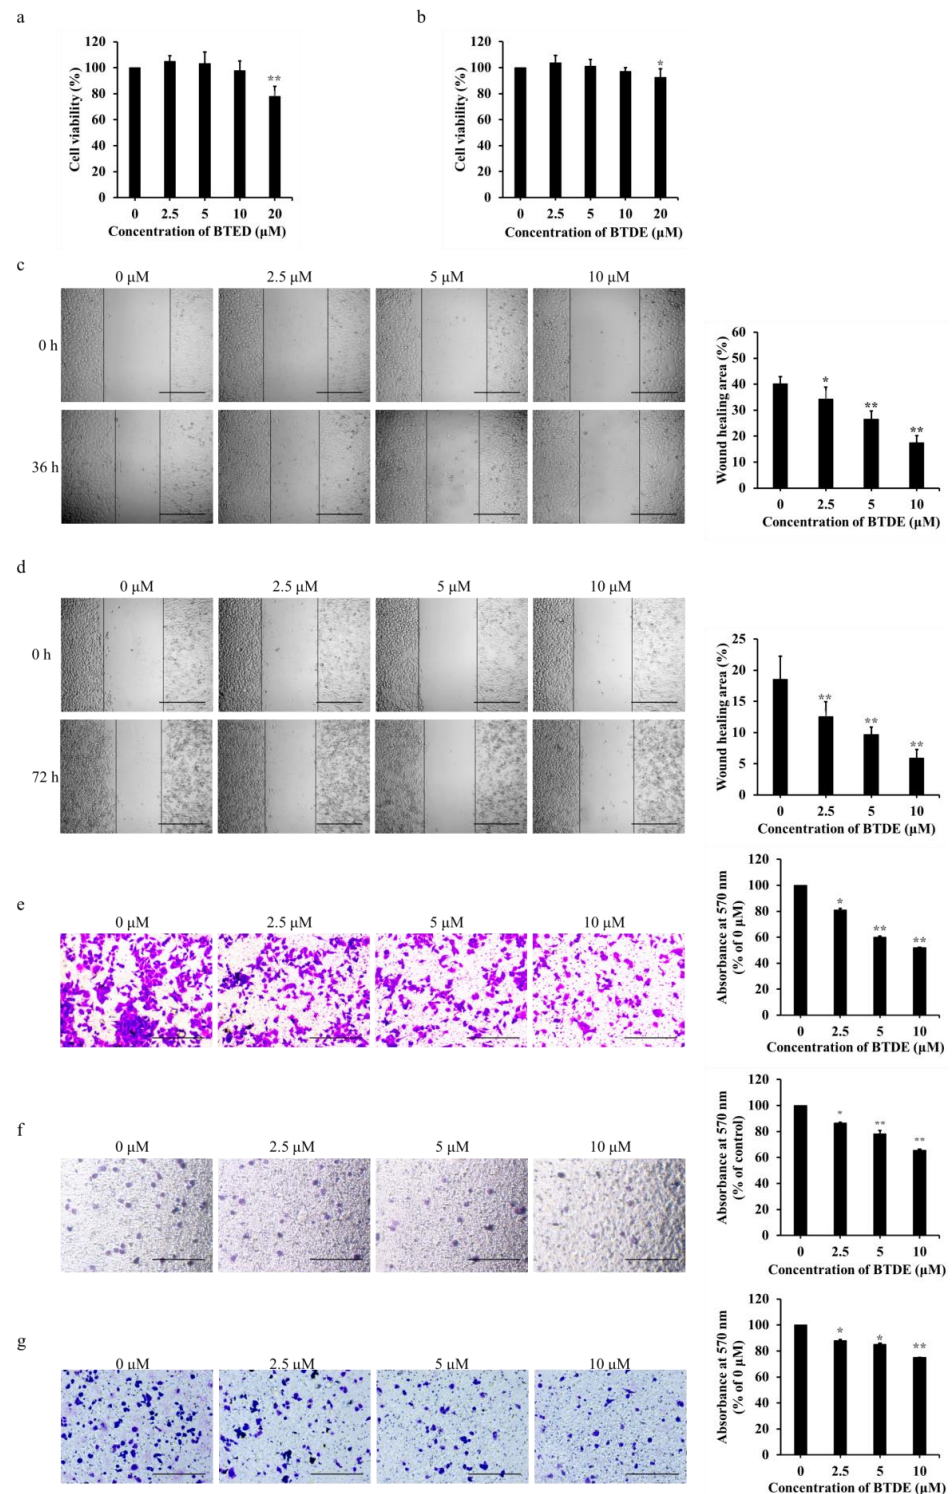 a
120
100
80
60
40
20
0
Cell viability (%)
**
0 2.5 5 10 20
Concentration of BTED (µM)
b
120
100
80
60
40
20
0
Cell viability (%)
*
0 2.5 5 10 20
Concentration of BTDE (µM)
c
0 µM 2.5 µM 5 µM 10 µM
0 h
36 h
60
50
40
30
20
10
0
Wound healing area (%)
* ** **
0 2.5 5 10
Concentration of BTDE (µM)
d
0 µM 2.5 µM 5 µM 10 µM
0 h
72 h
25
20
15
10
5
0
Wound healing area (%)
** ** **
0 2.5 5 10
Concentration of BTDE (µM)
e
0 µM 2.5 µM 5 µM 10 µM
120
100
80
60
40
20
0
Absorbance at 570 nm
(% of 0 µM)
* ** **
0 2.5 5 10
Concentration of BTDE (µM)
f
0 µM 2.5 µM 5 µM 10 µM
120
100
80
60
40
20
0
Absorbance at 570 nm
(% of control)
* ** **
0 2.5 5 10
Concentration of BTDE (µM)
g
0 µM 2.5 µM 5 µM 10 µM
120
100
80
60
40
20
0
Absorbance at 570 nm
(% of 0 µM)
* * **
0 2.5 5 10
Concentration of BTDE (µM)